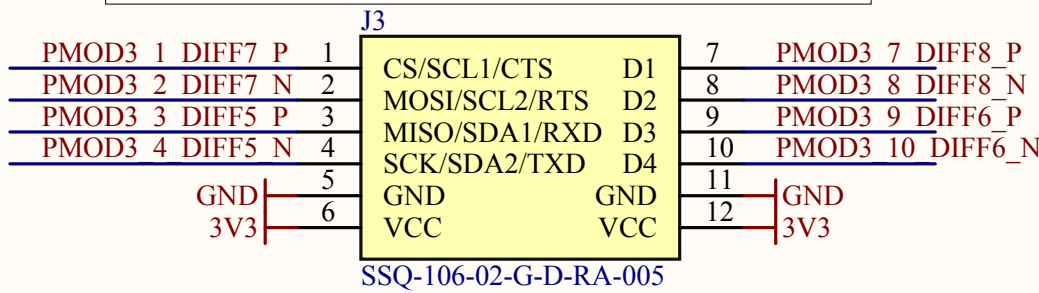 J3
PMOD3_1_DIFF7_P 1 CS/SCL1/CTS D1 7 PMOD3_7_DIFF8_P
PMOD3_2_DIFF7_N 2 MOSI/SCL2/RTS D2 8 PMOD3_8_DIFF8_N
PMOD3_3_DIFF5_P 3 MISO/SDA1/RXD D3 9 PMOD3_9_DIFF6_P
PMOD3_4_DIFF5_N 4 SCK/SDA2/TXD D4 10 PMOD3_10_DIFF6_N
GND 5 GND GND 11 GND
3V3 6 VCC VCC 12 3V3
SSQ-106-02-G-D-RA-005